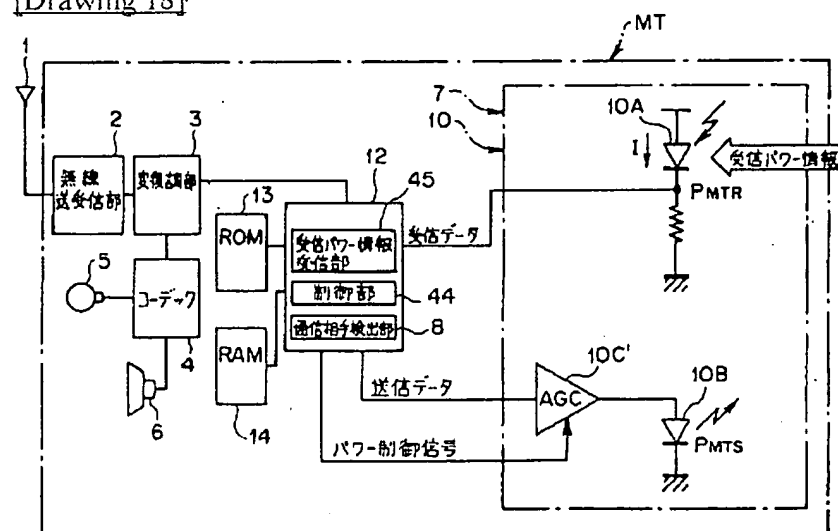 [Drawing 18]
MT
1
2
3
7
10
10A
12
45
13
I
受信パワー情報
PMTR
無線
送受信部
変復調部
ROM
受信パワー情報
受信部
受信データ
5
コーデック
制御部
44
4
通信相手検出部
8
RAM
10C'
10B
送信データ
AGC
6
14
PMTS
パワー制御信号